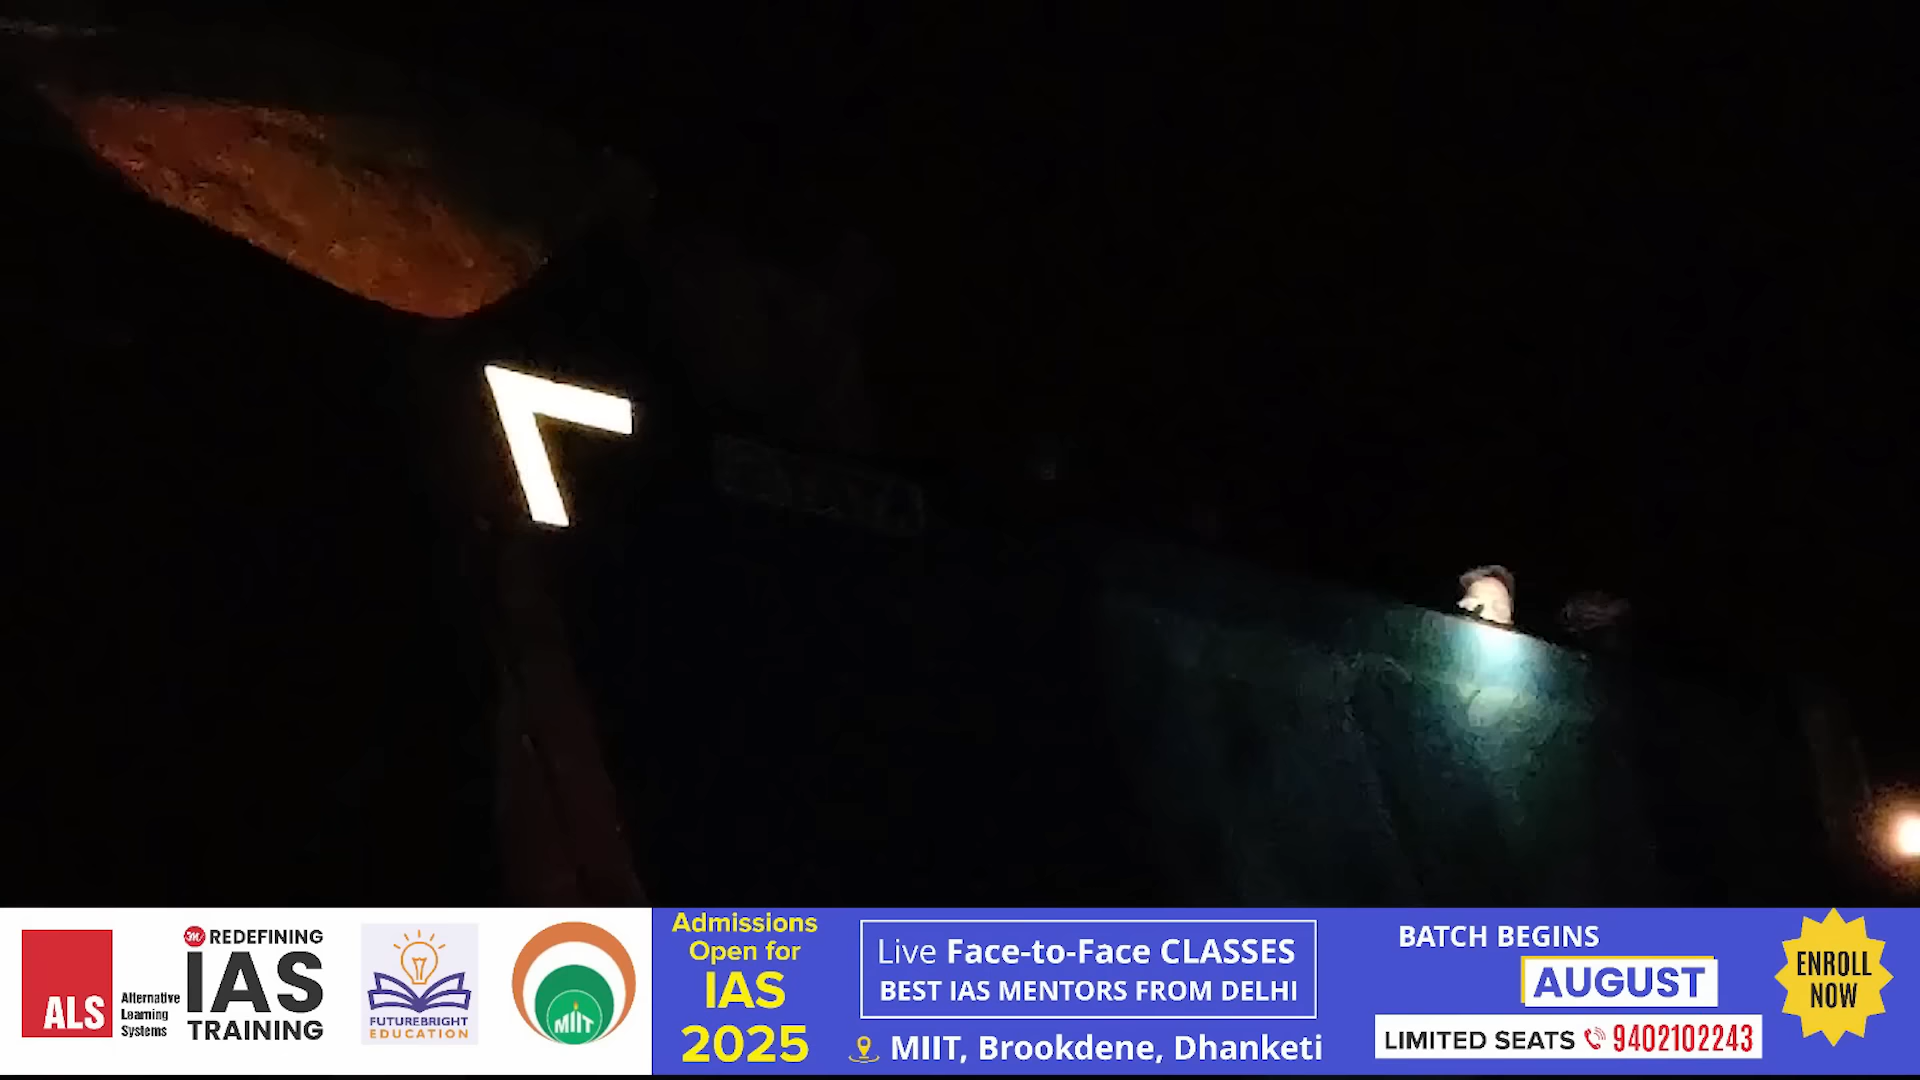 ALS
Alternative
Learning
Systems
REDEFINING
IAS
TRAINING
FUTUREBRIGHT
EDUCATION
MIIT
Admissions
Open for
IAS
2025
Live Face-to-Face CLASSES
BEST IAS MENTORS FROM DELHI
MIIT, Brookdene, Dhanketi
BATCH BEGINS
AUGUST
LIMITED SEATS 9402102243
ENROLL
NOW